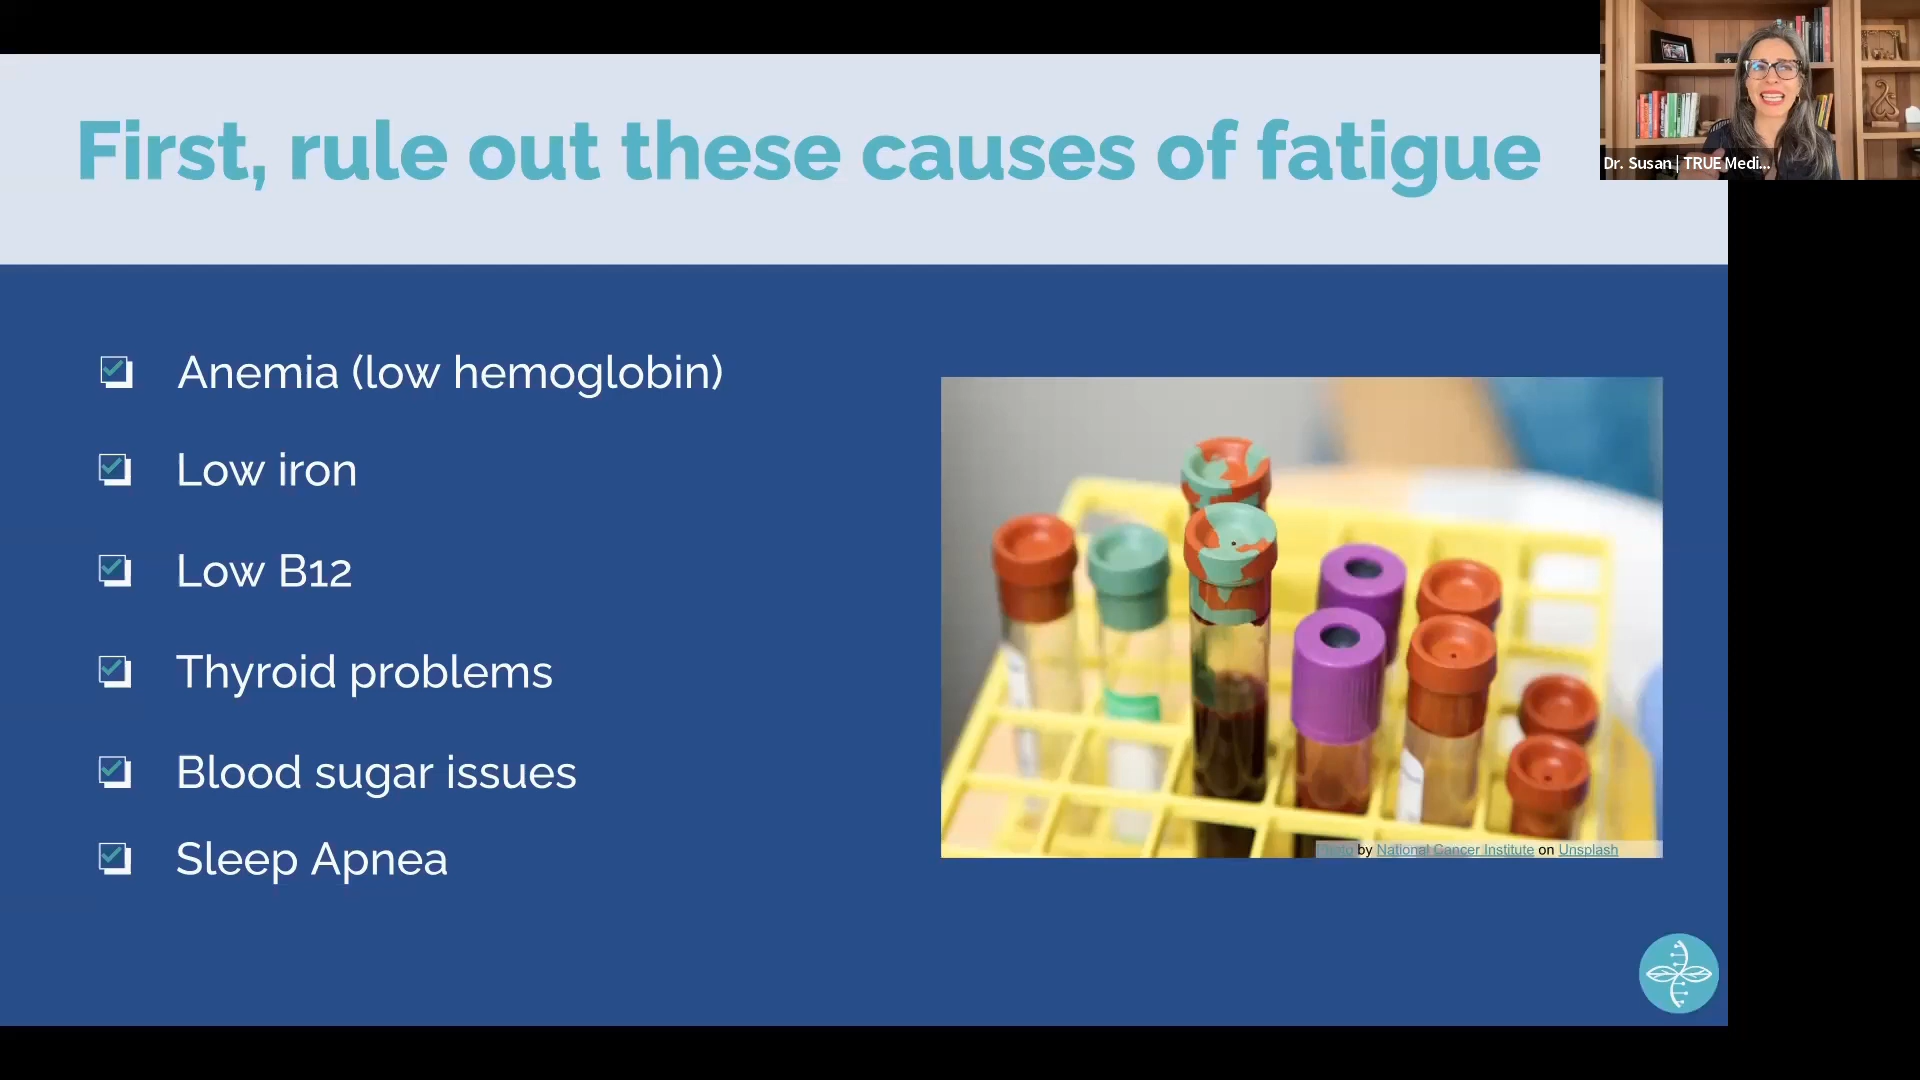 First, rule out these causes of fatigue
Dr. Susan | TRUE Medi...
Anemia (low hemoglobin)
Low iron
Low B12
Thyroid problems
Blood sugar issues
Sleep Apnea
Photo by National Cancer Institute on Unsplash